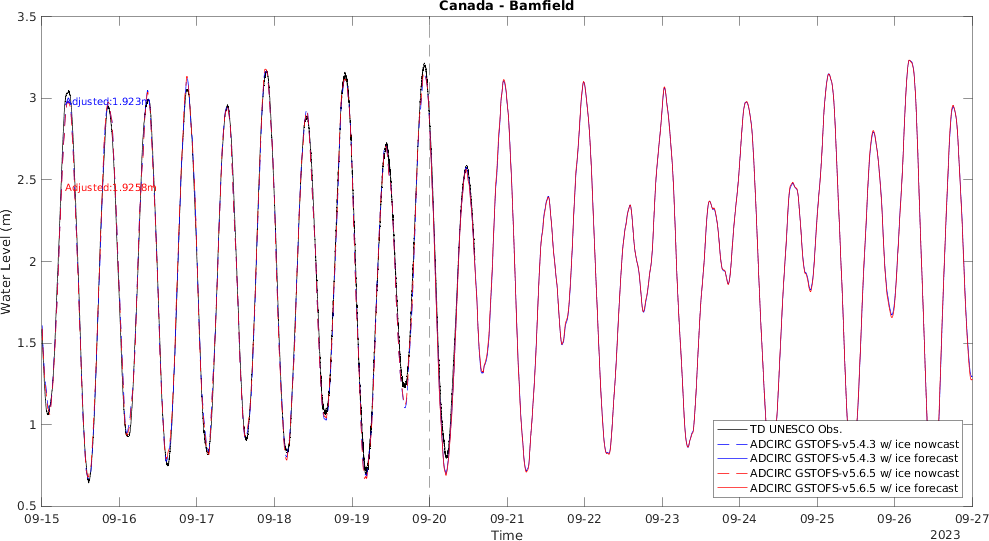 Canada - Bamfield
3.5
3
2.5
2
1.5
1
0.5
Water Level (m)
Adjusted:1.923m
Adjusted:1.9258m
TD UNESCO Obs.
ADCIRC GSTOFS-v5.4.3 w/ ice nowcast
ADCIRC GSTOFS-v5.4.3 w/ ice forecast
ADCIRC GSTOFS-v5.6.5 w/ ice nowcast
ADCIRC GSTOFS-v5.6.5 w/ ice forecast
09-15 09-16 09-17 09-18 09-19 09-20 09-21 09-22 09-23 09-24 09-25 09-26 09-27
Time
2023